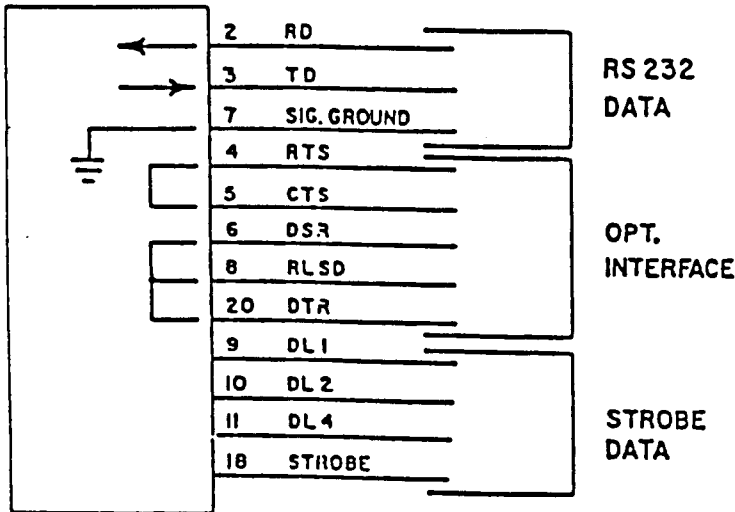 2 RD
3 TD
7 SIG. GROUND
4 RTS
5 CTS
6 DSR
8 RLSD
20 DTR
9 DL1
10 DL2
11 DL4
18 STROBE
RS 232
DATA
OPT.
INTERFACE
STROBE
DATA